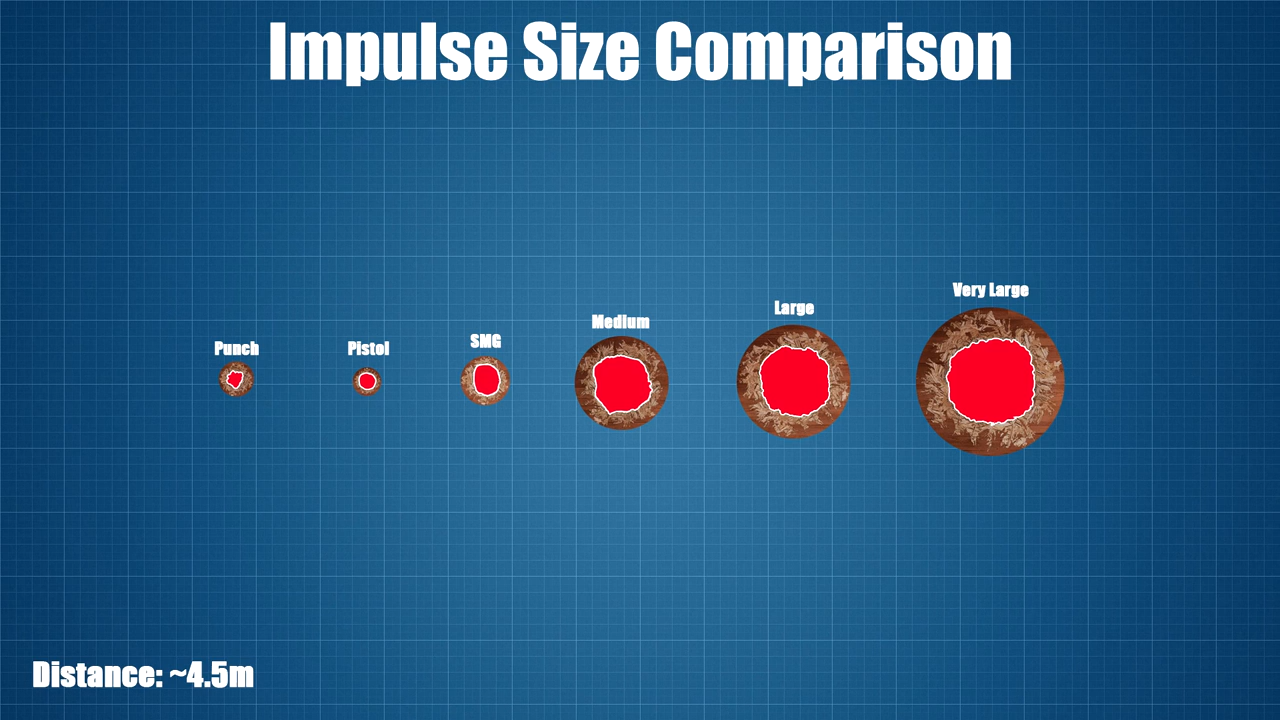 Impulse Size Comparison
Punch
Pistol
SMG
Medium
Large
Very Large
Distance: ~4.5m